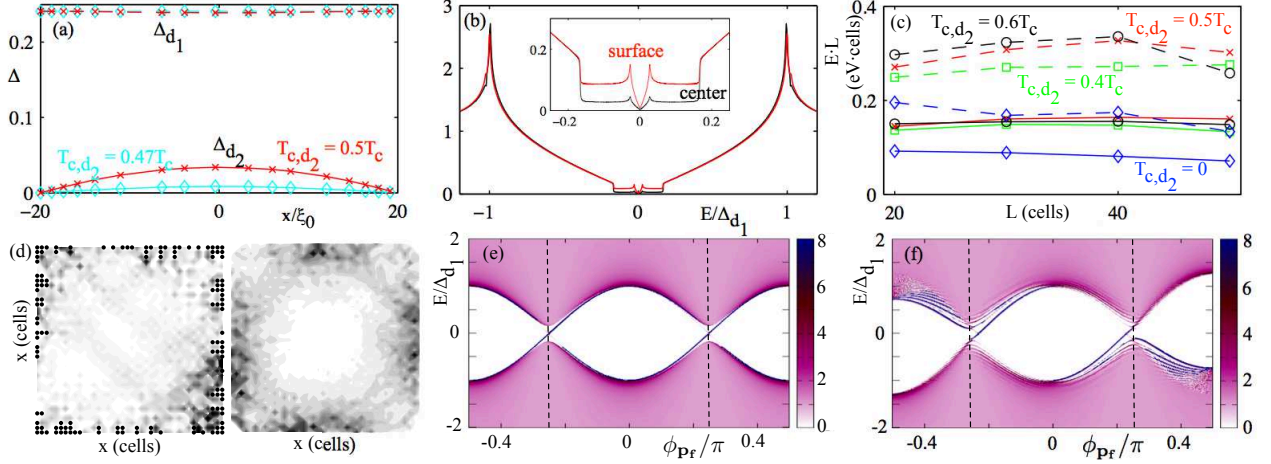 (a)
0.2
0
Δ
Δd1
Δd2
Tc,d2 = 0.47Tc
Tc,d2 = 0.5Tc
−20
0
20
x/ξ0
(b)
3
2
1
0
0.2
0
surface
center
−0.25
0
0.25
−1
0
1
E/Δd1
(c)
E·L
(eV·cells)
0.4
0.2
0
Tc,d2 = 0.6Tc
Tc,d2 = 0.5Tc
Tc,d2 = 0.4Tc
Tc,d2 = 0
20
40
L (cells)
(d)
x (cells)
x (cells)
x (cells)
(e)
E/Δd1
2
0
-2
-0.4
0
0.4
ϕpf/π
8
6
4
2
0
(f)
E/Δd1
2
0
-2
-0.4
0
0.4
ϕpf/π
8
6
4
2
0